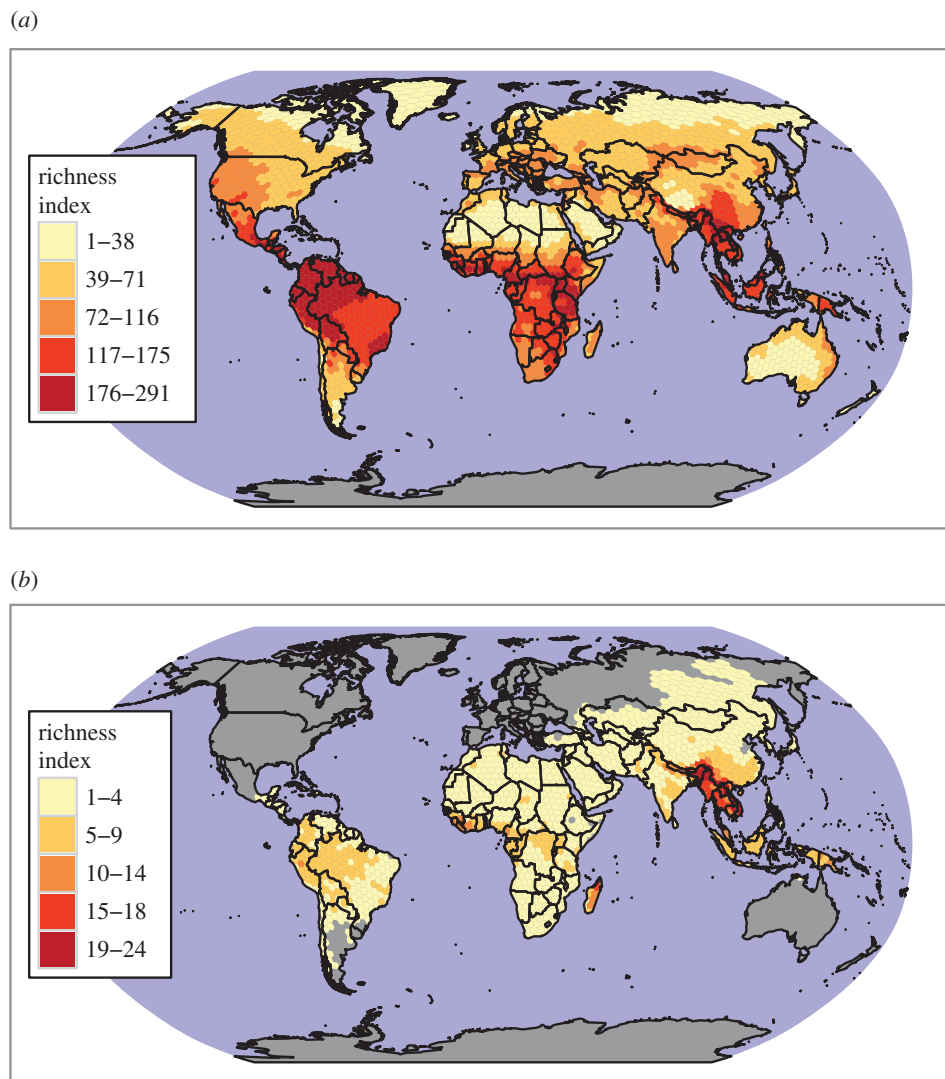 (a)
richness
index
1–38
39–71
72–116
117–175
176–291
(b)
richness
index
1–4
5–9
10–14
15–18
19–24